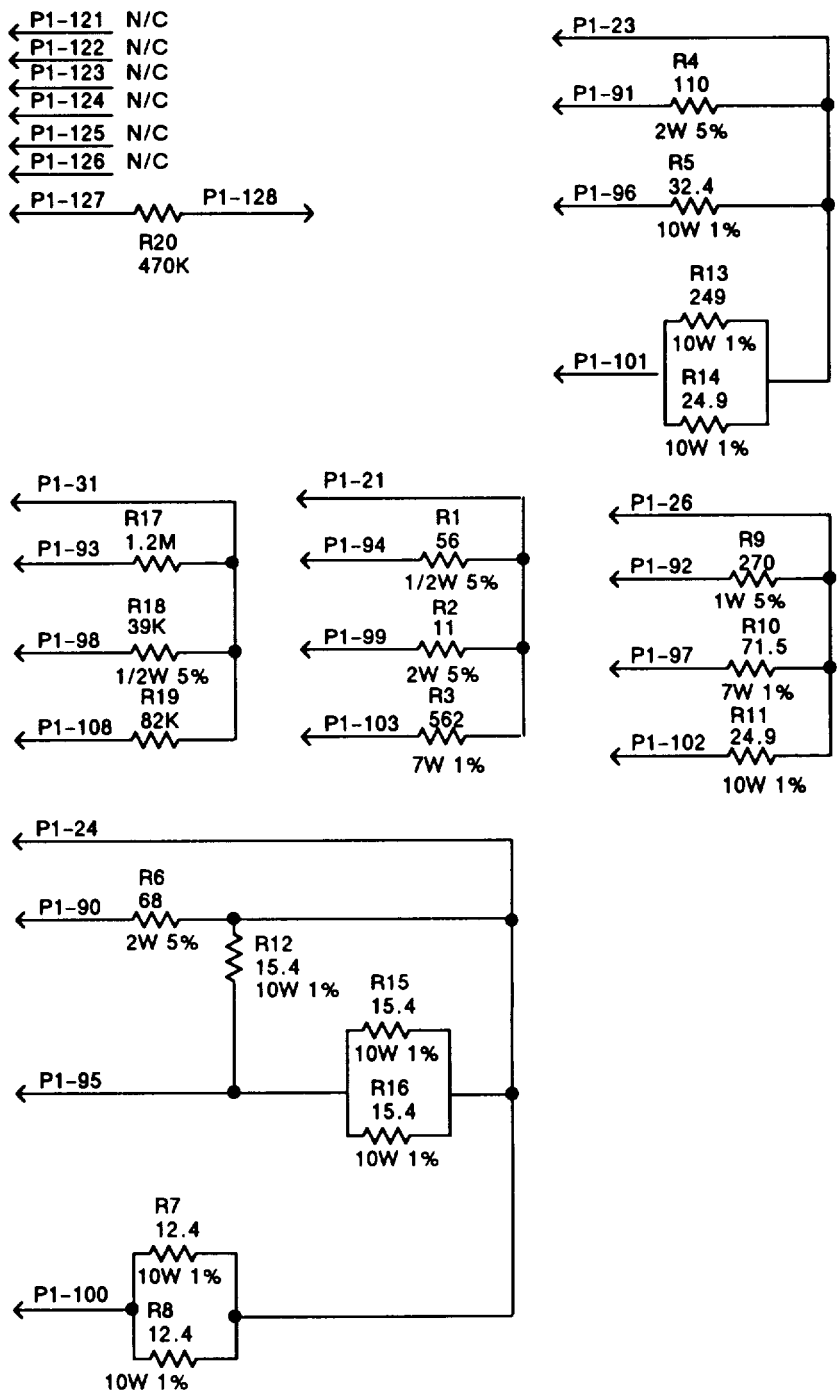 P1-121 N/C
P1-122 N/C
P1-123 N/C
P1-124 N/C
P1-125 N/C
P1-126 N/C
P1-127
P1-128
R20
470K
P1-23
R4
110
P1-91
2W 5%
R5
32.4
P1-96
10W 1%
R13
249
10W 1%
P1-101
R14
24.9
10W 1%
P1-31
R17
1.2M
P1-93
R18
39K
P1-98
1/2W 5%
R19
82K
P1-108
P1-21
R1
56
P1-94
1/2W 5%
R2
11
P1-99
2W 5%
R3
562
P1-103
7W 1%
P1-26
R9
270
P1-92
1W 5%
R10
71.5
P1-97
7W 1%
R11
24.9
P1-102
10W 1%
P1-24
R6
68
P1-90
2W 5%
R12
15.4
10W 1%
R15
15.4
10W 1%
P1-95
R16
15.4
10W 1%
R7
12.4
10W 1%
P1-100
R8
12.4
10W 1%